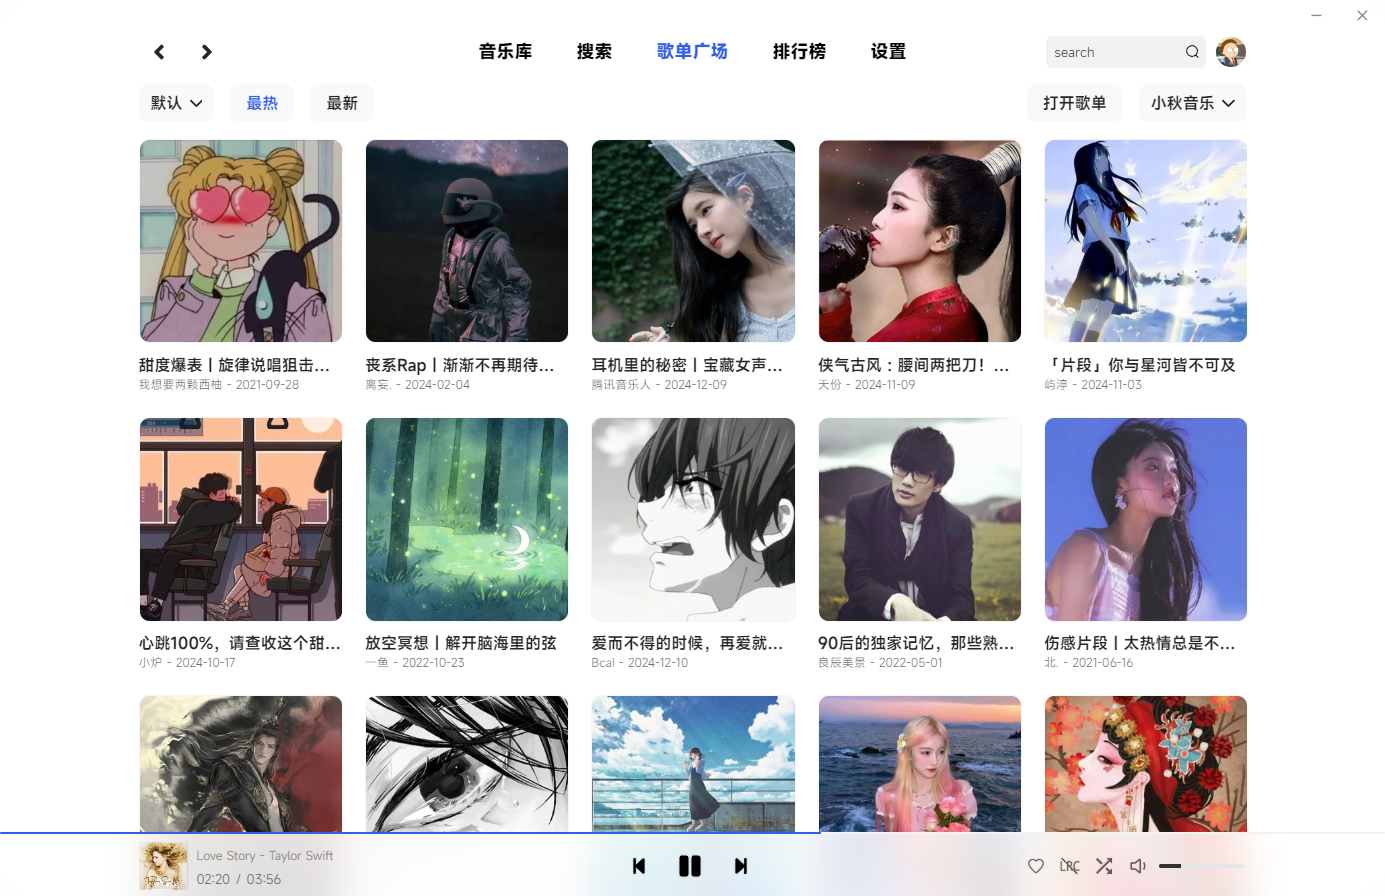 音乐库
搜索
歌单广场
排行榜
设置
search
默认
最热
最新
打开歌单
小秋音乐
甜度爆表丨旋律说唱狙击...
我想要两颗西柚 - 2021-09-28
丧系Rap丨渐渐不再期待...
离妄. - 2024-02-04
耳机里的秘密丨宝藏女声...
腾讯音乐人 - 2024-12-09
侠气古风：腰间两把刀！...
天份 - 2024-11-09
「片段」你与星河皆不可及
屿渟 - 2024-11-03
心跳100%，请查收这个甜...
小炉 - 2024-10-17
放空冥想丨解开脑海里的弦
一鱼 - 2022-10-23
爱而不得的时候，再爱就...
Bcal - 2024-12-10
90后的独家记忆，那些熟...
良辰美景 - 2022-05-01
伤感片段丨太热情总是不...
北. - 2021-06-16
Love Story - Taylor Swift
02:20 / 03:56
LRC